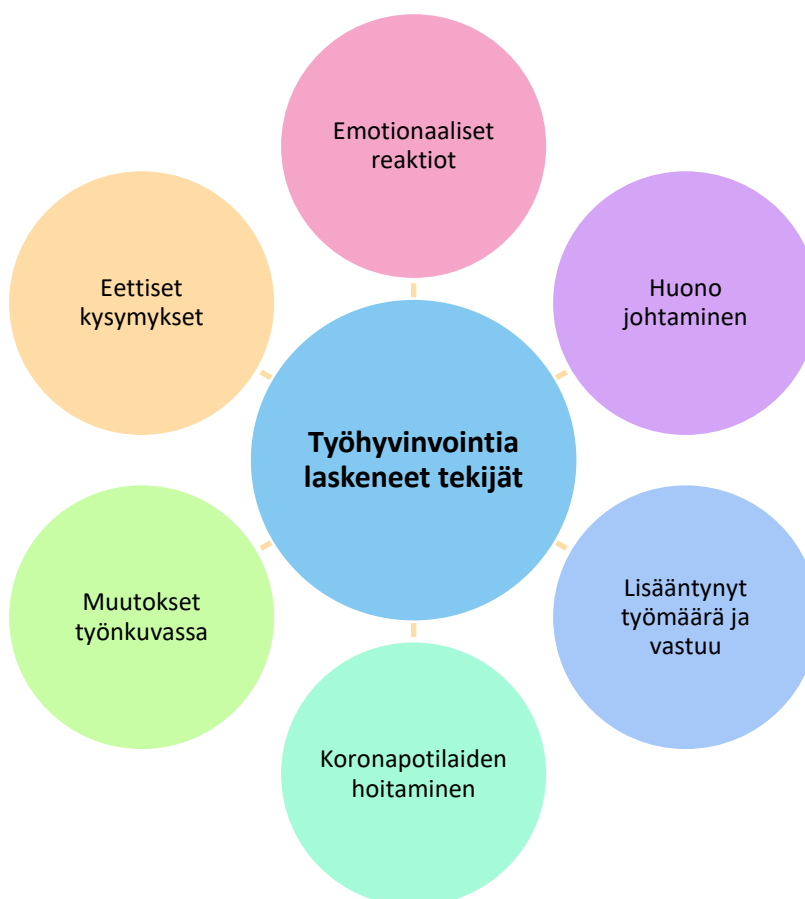 Emotionaaliset
reaktiot
Eettiset
kysymykset
Huono
johtaminen
Työhyvinvointia
laskeneet tekijät
Muutokset
työnkuvassa
Lisääntynyt
työmäärä ja
vastuu
Koronapotilaiden
hoitaminen